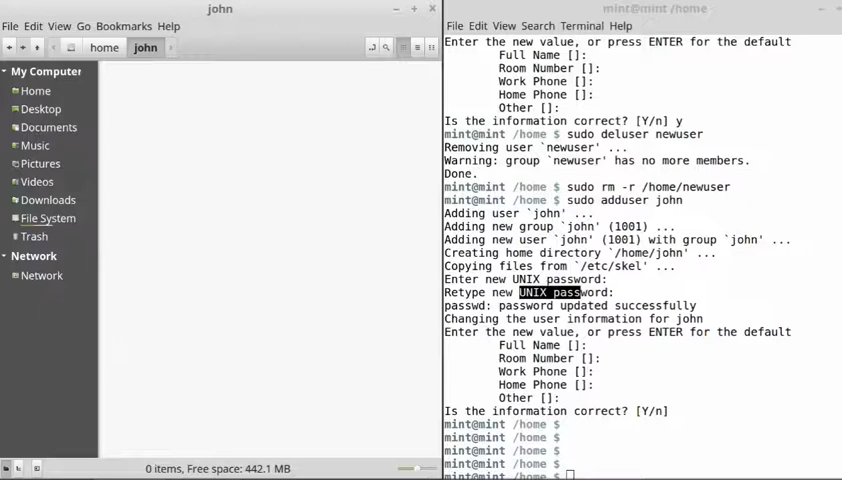 john
File Edit View Go Bookmarks Help
home john
My Computer
Home
Desktop
Documents
Music
Pictures
Videos
Downloads
File System
Trash
Network
Network
0 items, Free space: 442.1 MB
mint@mint /home
File Edit View Search Terminal Help
Enter the new value, or press ENTER for the default
Full Name []:
Room Number []:
Work Phone []:
Home Phone []:
Other []:
Is the information correct? [Y/n] y
mint@mint /home $ sudo deluser newuser
Removing user `newuser' ...
Warning: group `newuser' has no more members.
Done.
mint@mint /home $ sudo rm -r /home/newuser
mint@mint /home $ sudo adduser john
Adding user `john' ...
Adding new group `john' (1001) ...
Adding new user `john' (1001) with group `john' ...
Creating home directory `/home/john' ...
Copying files from `/etc/skel' ...
Enter new UNIX password:
Retype new UNIX password:
passwd: password updated successfully
Changing the user information for john
Enter the new value, or press ENTER for the default
Full Name []:
Room Number []:
Work Phone []:
Home Phone []:
Other []:
Is the information correct? [Y/n]
mint@mint /home $
mint@mint /home $
mint@mint /home $
mint@mint /home $
mint@mint /home $